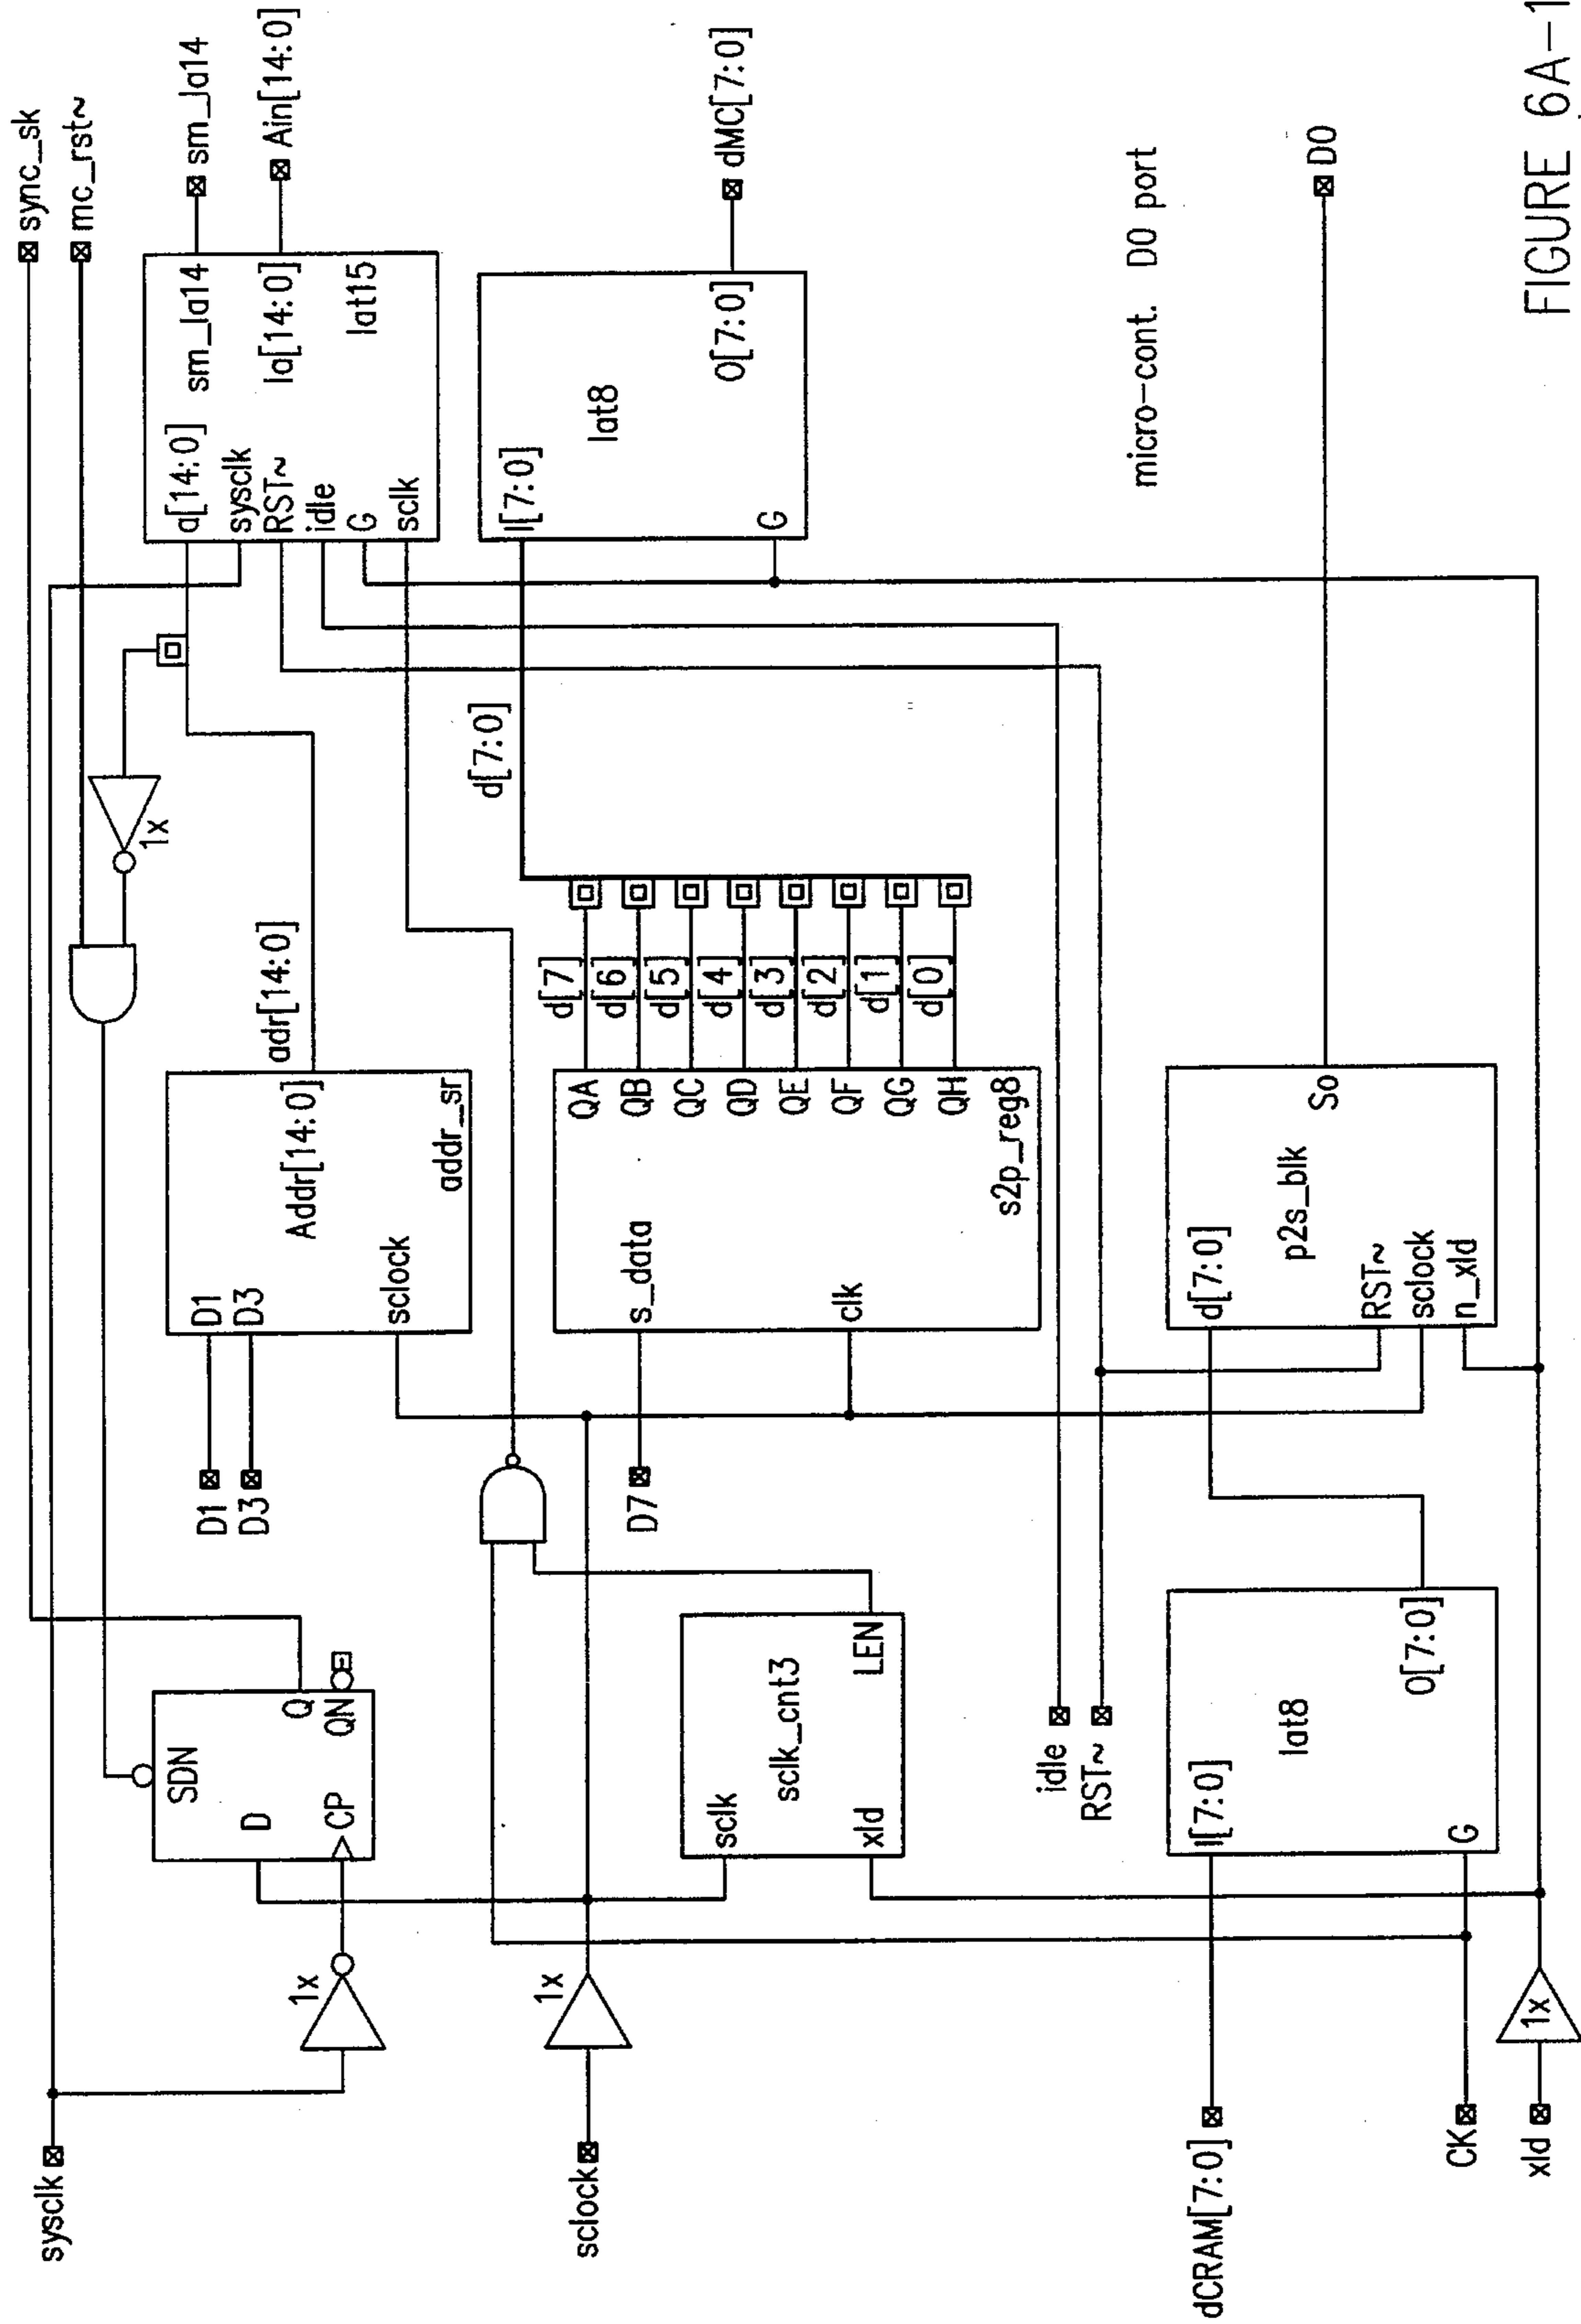 sysclk
sclock
dCRAM[7:0]
CK
xld
1x
1x
1x
SDN
D
CP
Q
QN
sclk
xld
sclk_cnt3
LEN
idle
RST~
I[7:0]
G
lat8
O[7:0]
D1
D3
D7
D1
D3
sclock
Addr[14:0]
addr_sr
adr[14:0]
s_data
clk
s2p_reg8
QA
QB
QC
QD
QE
QF
QG
QH
d[7]
d[6]
d[5]
d[4]
d[3]
d[2]
d[1]
d[0]
d[7:0]
d[7:0]
RST~
sclock
n_xld
p2s_blk
So
1x
a[14:0]
sysclk
RST~
idle
G
sclk
sm_la14
la[14:0]
lat15
I[7:0]
G
lat8
O[7:0]
sync_sk
mc_rst~
sm_la14
Ain[14:0]
dMC[7:0]
micro-cont. DO port
DO
FIGURE 6A-1